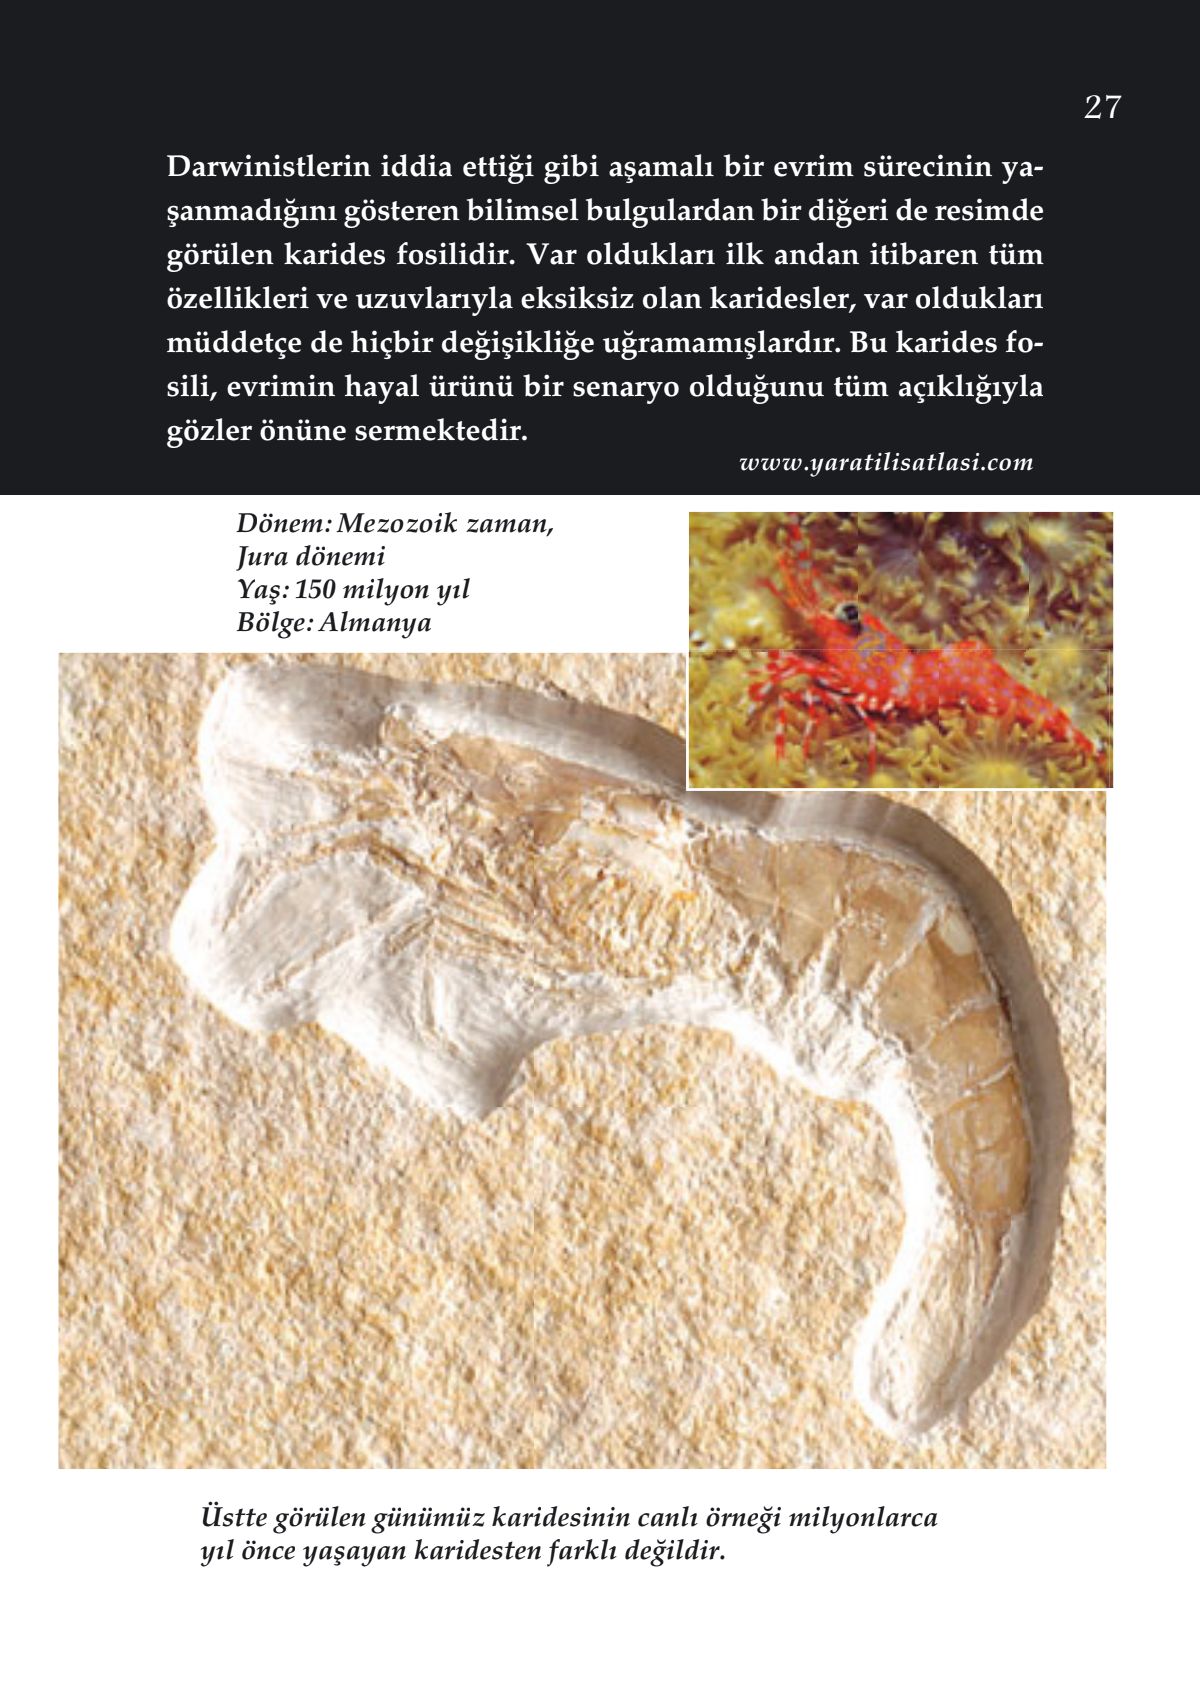 27
Darwinistlerin iddia ettiği gibi aşamalı bir evrim sürecinin ya-
şanmadığını gösteren bilimsel bulgulardan bir diğeri de resimde
görülen karides fosilidir. Var oldukları ilk andan itibaren tüm
özellikleri ve uzuvlarıyla eksiksiz olan karidesler, var oldukları
müddetçe de hiçbir değişikliğe uğramamışlardır. Bu karides fo-
sili, evrimin hayal ürünü bir senaryo olduğunu tüm açıklığıyla
gözler önüne sermektedir.
www.yaratilisatlasi.com
Dönem: Mezozoik zaman,
Jura dönemi
Yaş: 150 milyon yıl
Bölge: Almanya
Üstte görülen günümüz karidesinin canlı örneği milyonlarca
yıl önce yaşayan karidesten farklı değildir.